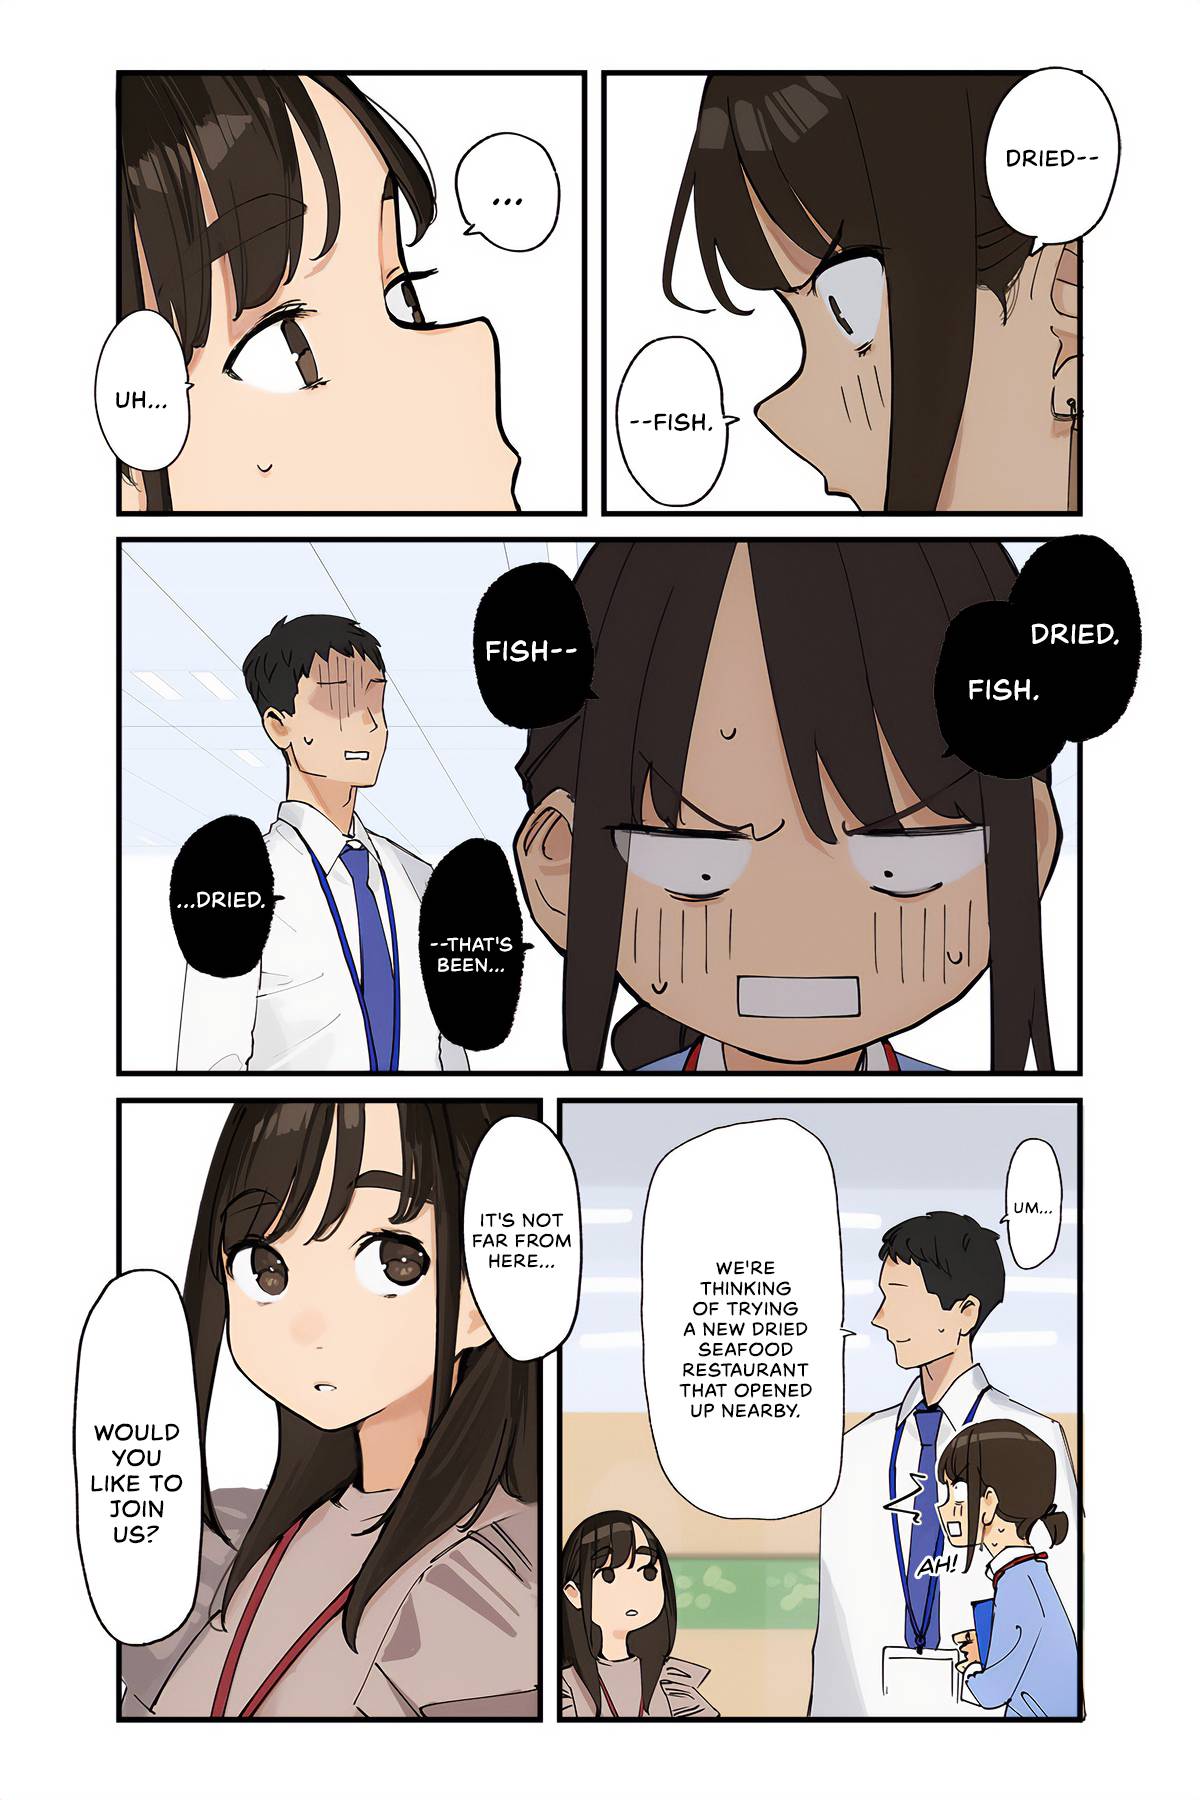 DRIED--
--FISH.
...
UH...
DRIED.
FISH.
FISH--
--THAT'S
BEEN...
...DRIED.
UM...
WE'RE
THINKING
OF TRYING
A NEW DRIED
SEAFOOD
RESTAURANT
THAT OPENED
UP NEARBY.
AH!
IT'S NOT
FAR FROM
HERE...
WOULD
YOU
LIKE TO
JOIN
US?